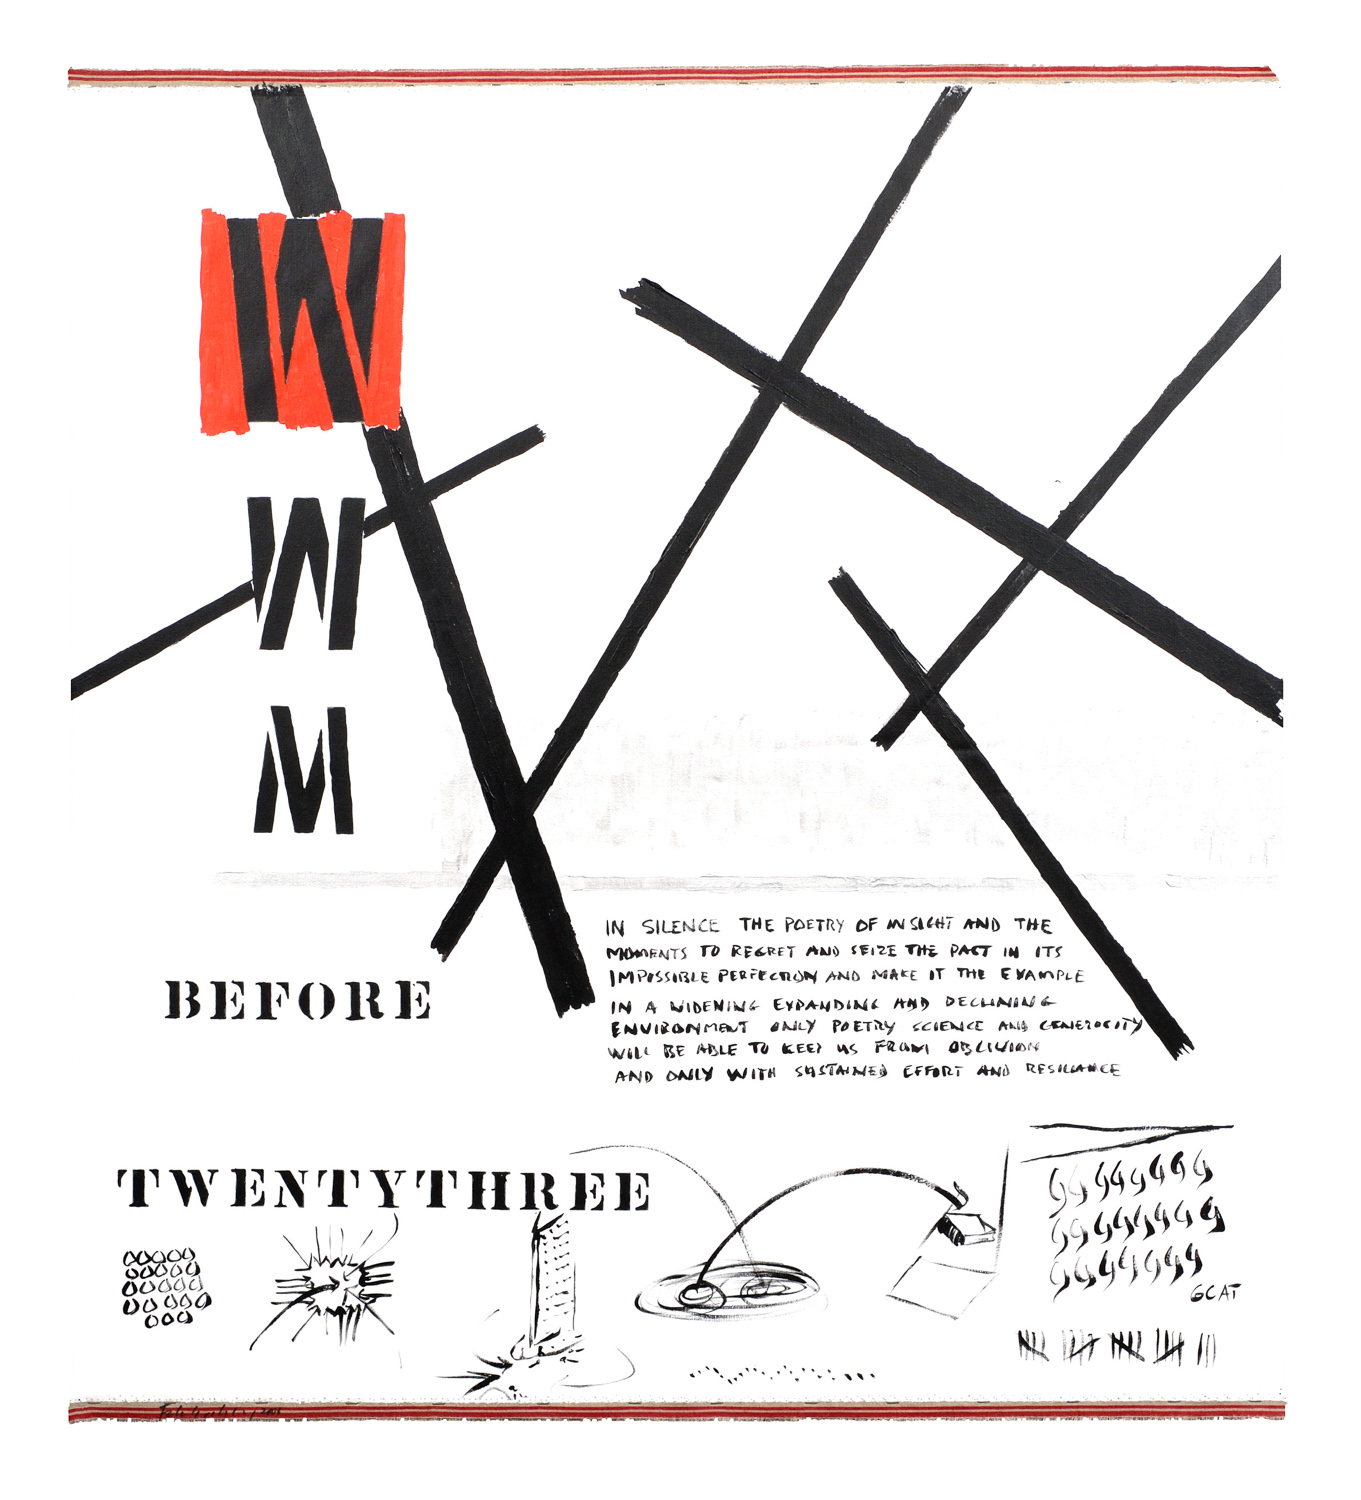 W
W
M
BEFORE
IN SILENCE THE POETRY OF INSIGHT AND THE
MOMENTS TO REGRET AND SEIZE THE PAST IN ITS
IMPOSSIBLE PERFECTION AND MAKE IT THE EXAMPLE
IN A WIDENING EXPANDING AND DECLINING
ENVIRONMENT ONLY POETRY SCIENCE AND GENEROCITY
WILL BE ABLE TO KEEP US FROM OBLIVION
AND ONLY WITH SUSTAINED EFFORT AND RESILIANCE
TWENTYTHREE
GCAT